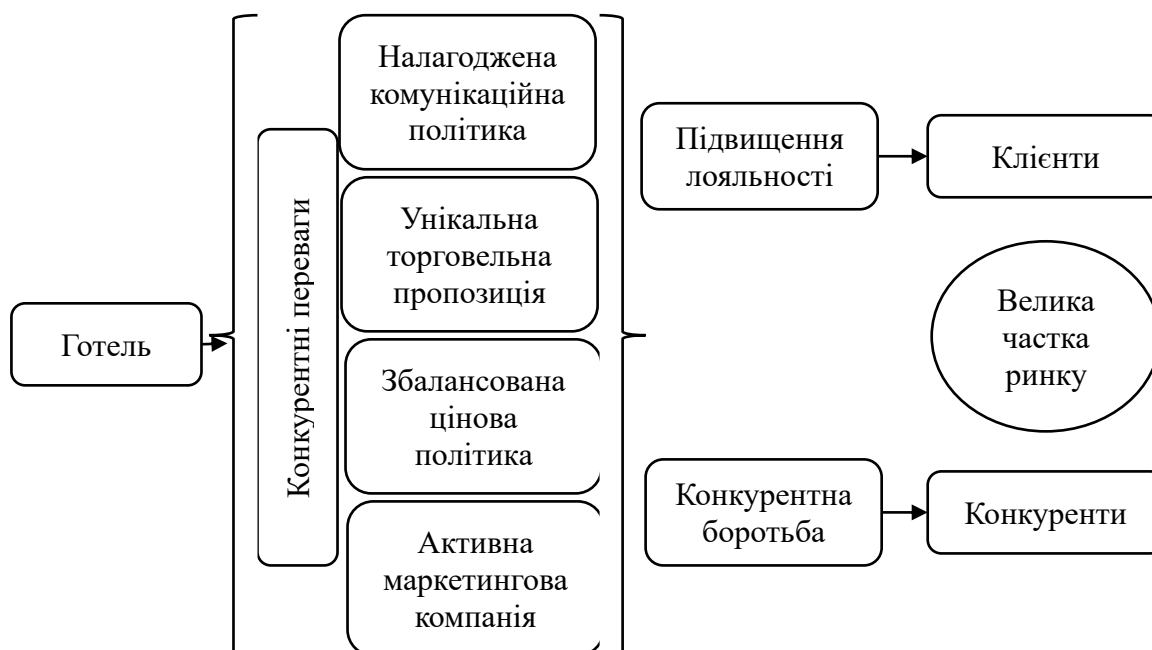 Готель
Конкурентні переваги
Налагоджена
комунікаційна
політика
Унікальна
торговельна
пропозиція
Збалансована
цінова
політика
Активна
маркетингова
компанія
Підвищення
лояльності
Клієнти
Велика
частка
ринку
Конкурентна
боротьба
Конкуренти